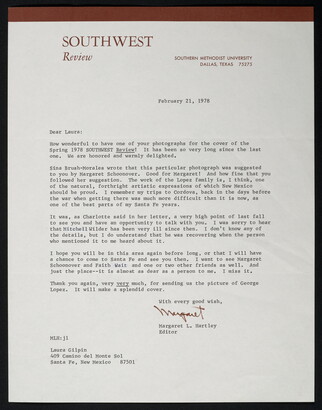 SOUTHWEST
Review
SOUTHERN METHODIST UNIVERSITY
DALLAS, TEXAS 75275
February 21, 1978
Dear Laura:
How wonderful to have one of your photographs for the cover of the
Spring 1978 SOUTHWEST Review! It has been so very long since the last
one. We are honored and warmly delighted.
Gina Brush-Morales wrote that this particular photograph was suggested
to you by Margaret Schoonover. Good for Margaret! And how fine that you
followed her suggestion. The work of the Lopez Family is, I think, one
of the natural, forthright artistic expressions of which New Mexico
should be proud. I remember my trips to Cordova, back in the days before
the war when getting there was much more difficult than it is now, as
one of the best parts of my Santa Fe years.
It was, as Charlotte said in her letter, a very high point of last fall
to see you and have an opportunity to talk with you. I was sorry to hear
that Mitchell Wilder has been very ill since then. I don't know any of
the details, but I do understand that he was recovering when the person
who mentioned it to me heard about it.
I hope you will be in this area again before long, or that I will have
a chance to come to Santa Fe and see you then. I want to see Margaret
Schoonover and Faith Wait and one or two other friends as well. And
just the place--it is almost as dear as a person to me. I miss it.
Thank you again, very very much, for sending us the picture of George
Lopez. It will make a splendid cover.
With every good wish,
Margaret
Margaret L. Hartley
Editor
MLH:jl
Laura Gilpin
409 Camino del Monte Sol
Santa Fe, New Mexico 87501